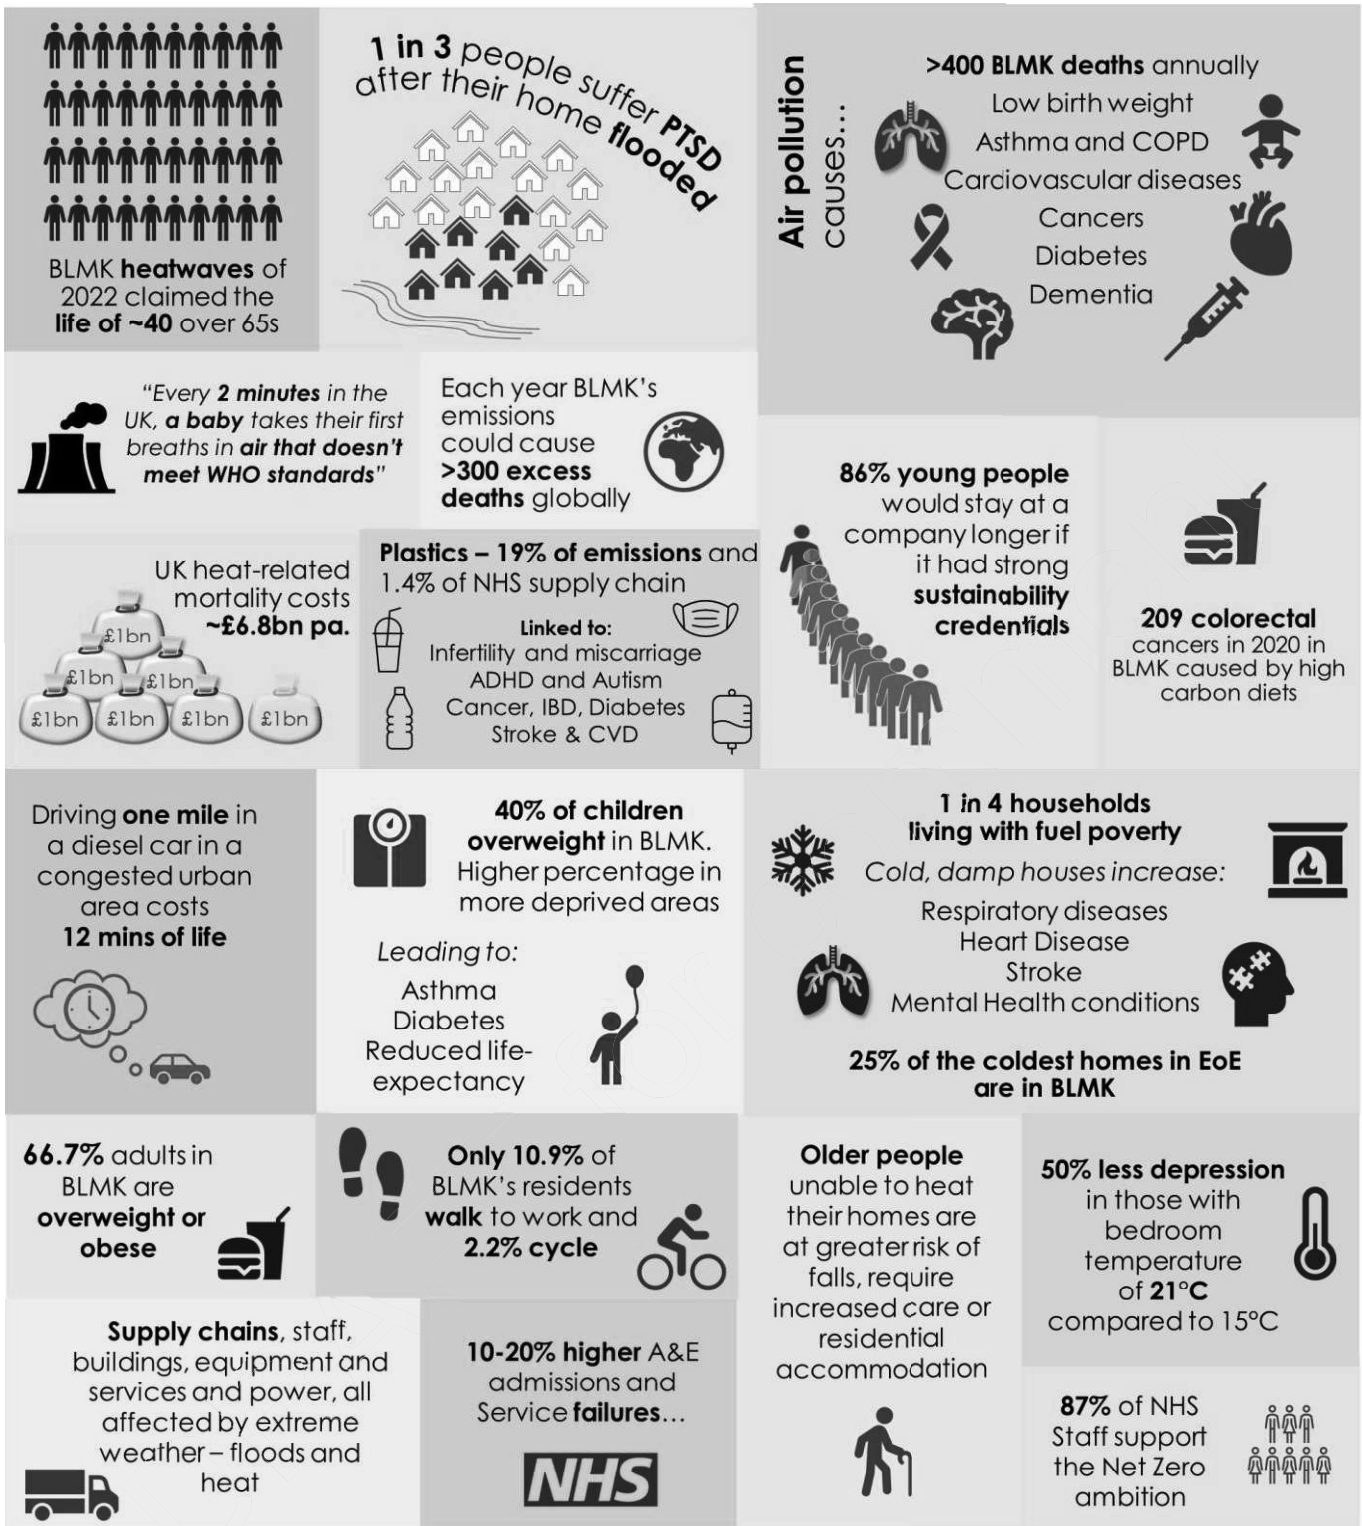 BLMK heatwaves of
2022 claimed the
life of ~40 over 65s
1 in 3 people suffer PTSD
after their home flooded
Air pollution
causes...
>400 BLMK deaths annually
Low birth weight
Asthma and COPD
Cardiovascular diseases
Cancers
Diabetes
Dementia
"Every 2 minutes in the
UK, a baby takes their first
breaths in air that doesn't
meet WHO standards"
Each year BLMK's
emissions
could cause
>300 excess
deaths globally
86% young people
would stay at a
company longer if
it had strong
sustainability
credentials
209 colorectal
cancers in 2020 in
BLMK caused by high
carbon diets
UK heat-related
mortality costs
~£6.8bn pa.
£1bn
£1bn
£1bn
£1bn
£1bn
£1bn
£1bn
Plastics – 19% of emissions and
1.4% of NHS supply chain
Linked to:
Infertility and miscarriage
ADHD and Autism
Cancer, IBD, Diabetes
Stroke & CVD
Driving one mile in
a diesel car in a
congested urban
area costs
12 mins of life
40% of children
overweight in BLMK.
Higher percentage in
more deprived areas
Leading to:
Asthma
Diabetes
Reduced life-
expectancy
1 in 4 households
living with fuel poverty
Cold, damp houses increase:
Respiratory diseases
Heart Disease
Stroke
Mental Health conditions
25% of the coldest homes in EoE
are in BLMK
66.7% adults in
BLMK are
overweight or
obese
Only 10.9% of
BLMK's residents
walk to work and
2.2% cycle
Older people
unable to heat
their homes are
at greater risk of
falls, require
increased care or
residential
accommodation
50% less depression
in those with
bedroom
temperature
of 21°C
compared to 15°C
Supply chains, staff,
buildings, equipment and
services and power, all
affected by extreme
weather – floods and
heat
10-20% higher A&E
admissions and
Service failures...
NHS
87% of NHS
Staff support
the Net Zero
ambition